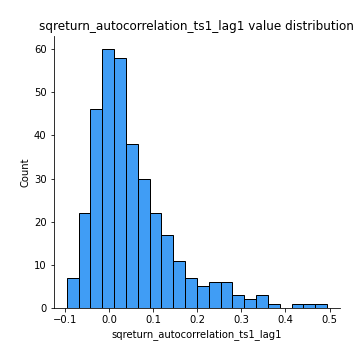 sqreturn_autocorrelation_ts1_lag1 value distribution
60
50
40
30
20
10
0
Count
−0.1 0.0 0.1 0.2 0.3 0.4 0.5
sqreturn_autocorrelation_ts1_lag1